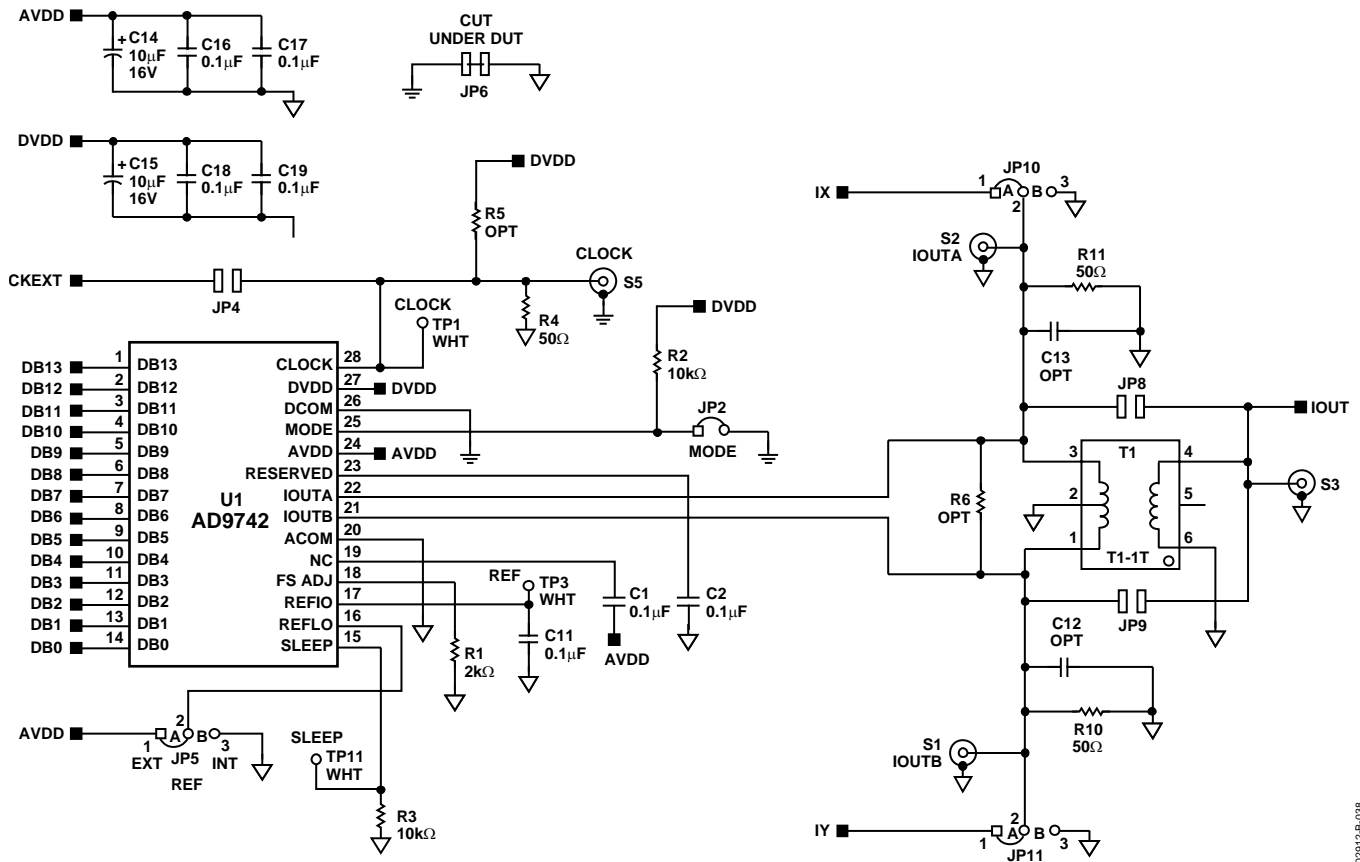 AVDD
C14
10µF
16V
C16
0.1µF
C17
0.1µF
CUT
UNDER DUT
JP6
DVDD
C15
10µF
16V
C18
0.1µF
C19
0.1µF
DVDD
R5
OPT
CKEXT
JP4
CLOCK
S5
CLOCK
TP1
WHT
R4
50Ω
DVDD
R2
10kΩ
JP2
MODE
DB13 1 DB13
DB12 2 DB12
DB11 3 DB11
DB10 4 DB10
DB9 5 DB9
DB8 6 DB8
DB7 7 DB7
DB6 8 DB6
DB5 9 DB5
DB4 10 DB4
DB3 11 DB3
DB2 12 DB2
DB1 13 DB1
DB0 14 DB0
U1
AD9742
CLOCK 28
DVDD 27 DVDD
DCOM 26
MODE 25
AVDD 24 AVDD
RESERVED 23
IOUTA 22
IOUTB 21
ACOM 20
NC 19
FS ADJ 18
REFIO 17
REFLO 16
SLEEP 15
REF
TP3
WHT
C1
0.1µF
AVDD
C2
0.1µF
C11
0.1µF
R1
2kΩ
AVDD
1 2 A B 3
EXT JP5 INT
REF
SLEEP
TP11
WHT
R3
10kΩ
IX
JP10
1 A B 3
2
S2
IOUTA
R11
50Ω
C13
OPT
JP8
IOUT
R6
OPT
3 T1 4
2 5
1 6
T1-1T
S3
JP9
C12
OPT
R10
50Ω
S1
IOUTB
IY
2
1 A B 3
JP11
02912-B-038